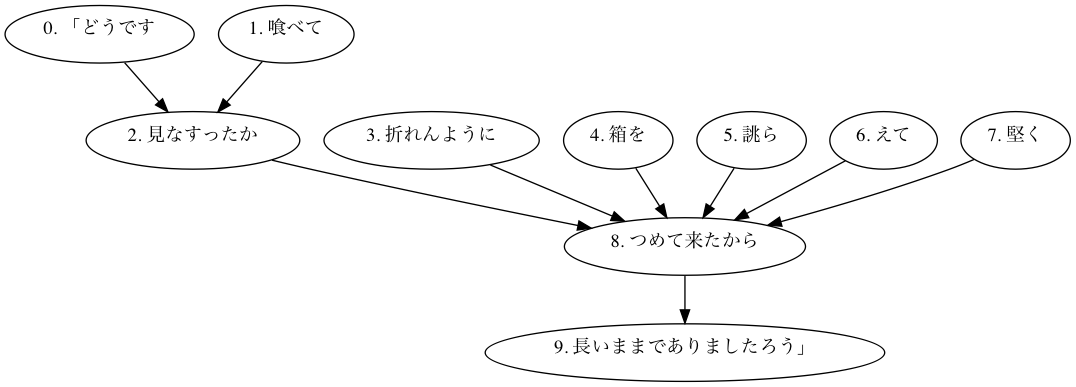 0. 「どうです
1. 喰べて
2. 見なすったか
3. 折れんように
4. 箱を
5. 誂ら
6. えて
7. 堅く
8. つめて来たから
9. 長いままでありましたろう」